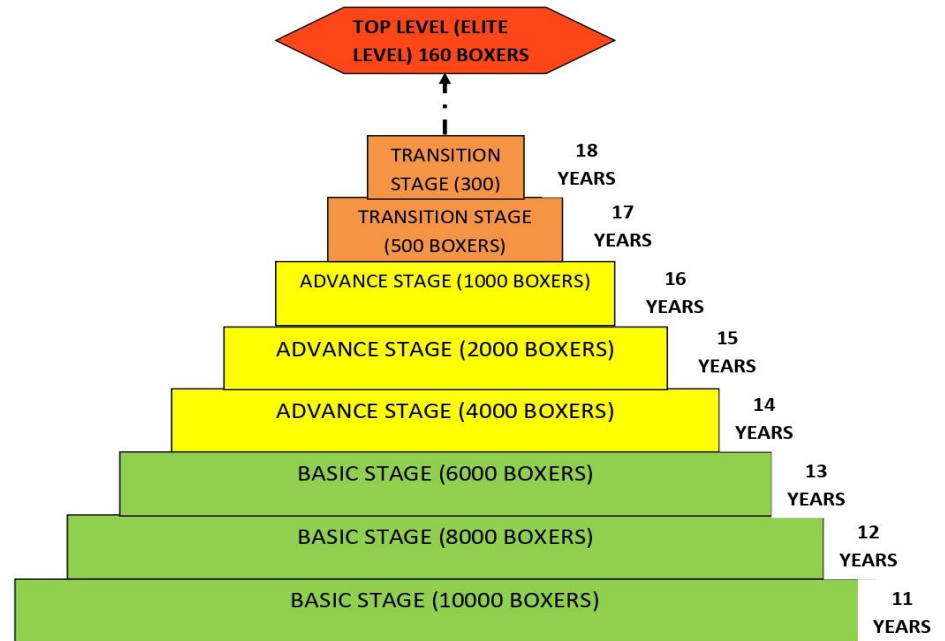 TOP LEVEL (ELITE
LEVEL) 160 BOXERS
TRANSITION
STAGE (300)
18
YEARS
TRANSITION STAGE
(500 BOXERS)
17
YEARS
ADVANCE STAGE (1000 BOXERS)
16
YEARS
ADVANCE STAGE (2000 BOXERS)
15
YEARS
ADVANCE STAGE (4000 BOXERS)
14
YEARS
BASIC STAGE (6000 BOXERS)
13
YEARS
BASIC STAGE (8000 BOXERS)
12
YEARS
BASIC STAGE (10000 BOXERS)
11
YEARS